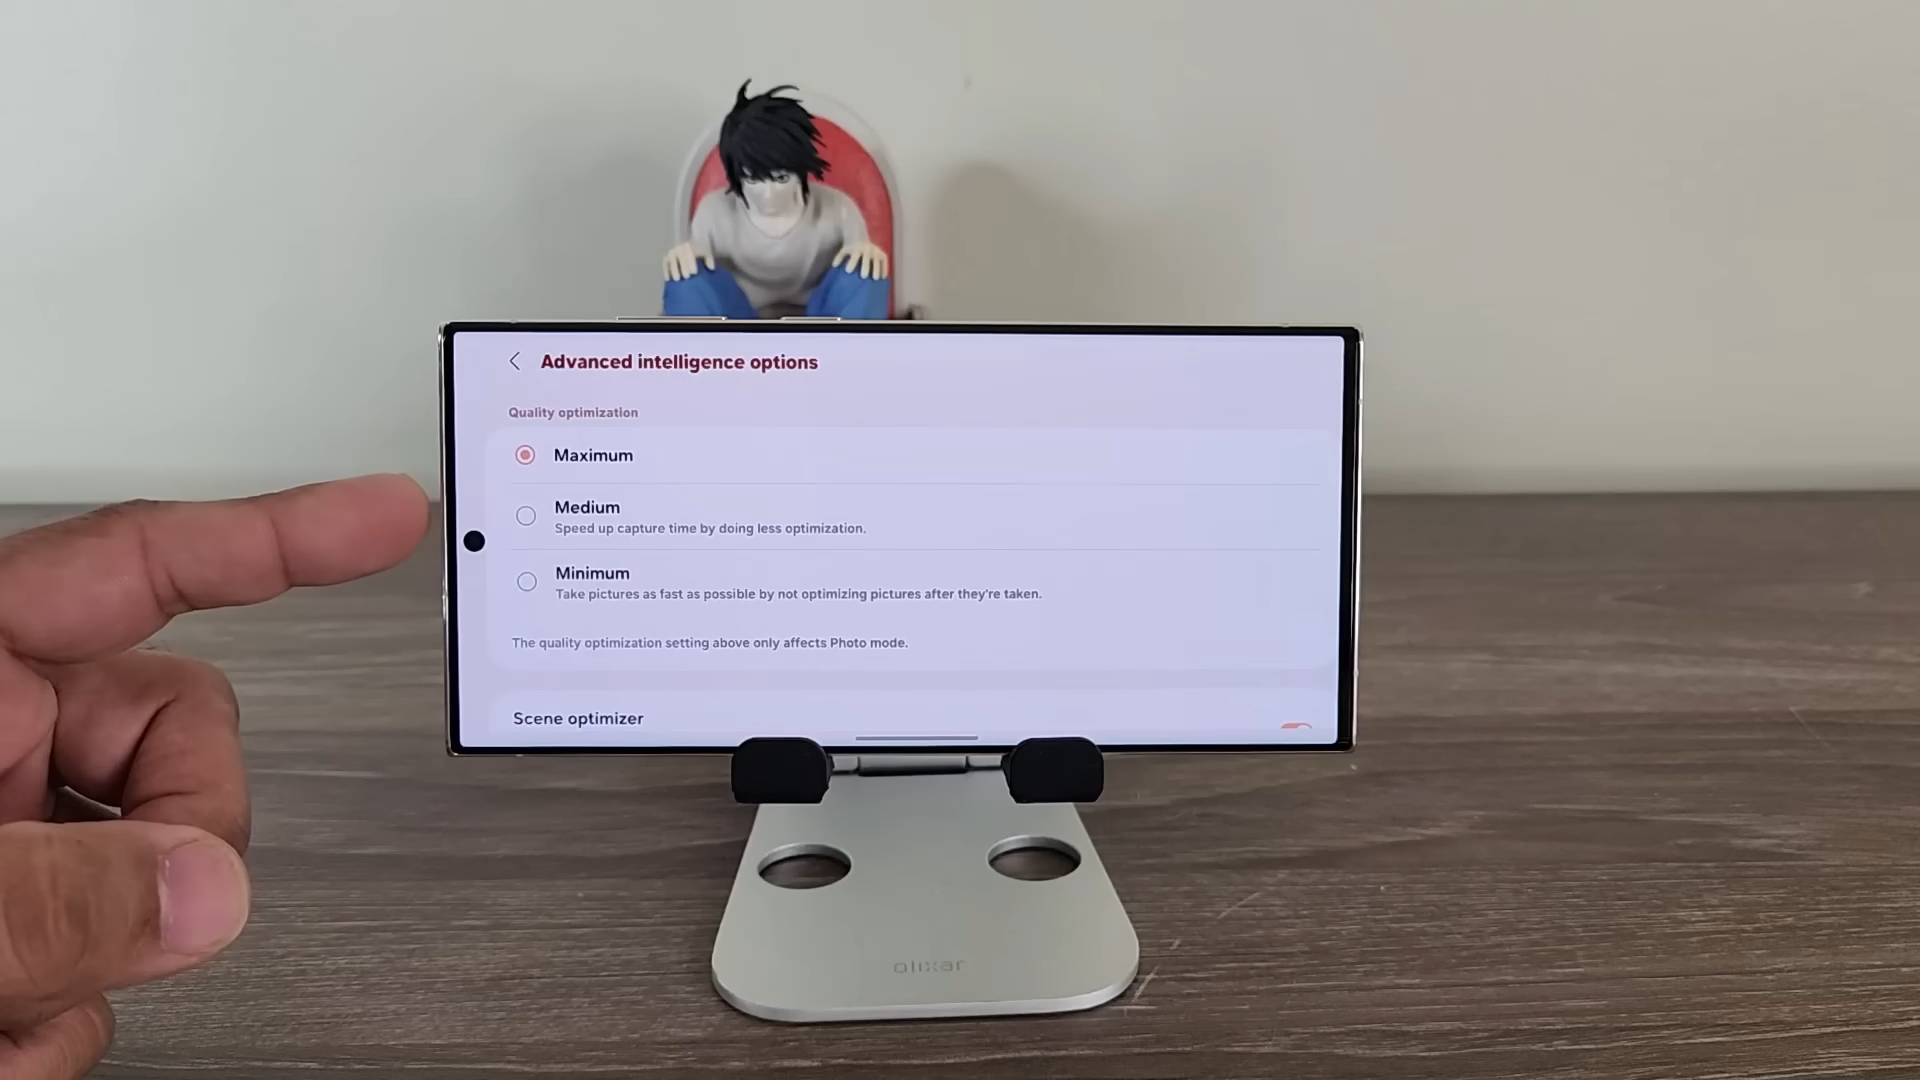 Advanced intelligence options
Quality optimization
Maximum
Medium
Speed up capture time by doing less optimization.
Minimum
Take pictures as fast as possible by not optimizing pictures after they're taken.
The quality optimization setting above only affects Photo mode.
Scene optimizer
olixar